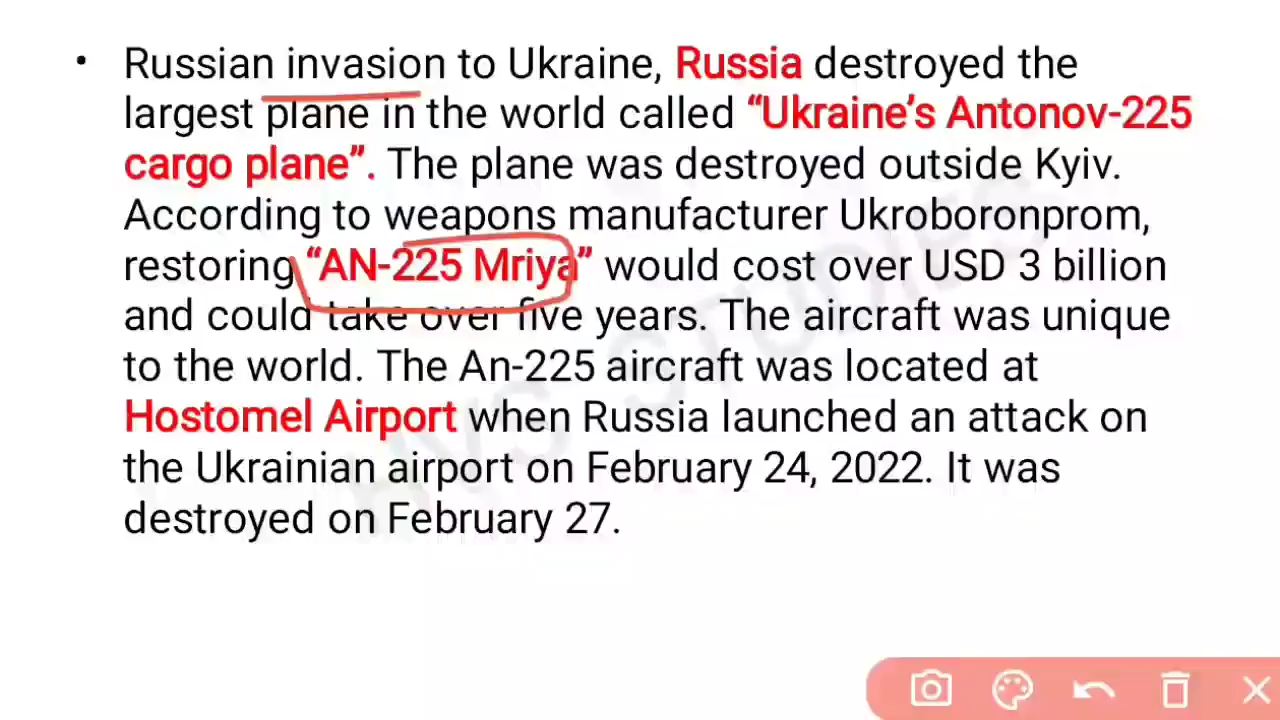 • Russian invasion to Ukraine, Russia destroyed the
largest plane in the world called “Ukraine’s Antonov-225
cargo plane”. The plane was destroyed outside Kyiv.
According to weapons manufacturer Ukroboronprom,
restoring “AN-225 Mriya” would cost over USD 3 billion
and could take over five years. The aircraft was unique
to the world. The An-225 aircraft was located at
Hostomel Airport when Russia launched an attack on
the Ukrainian airport on February 24, 2022. It was
destroyed on February 27.